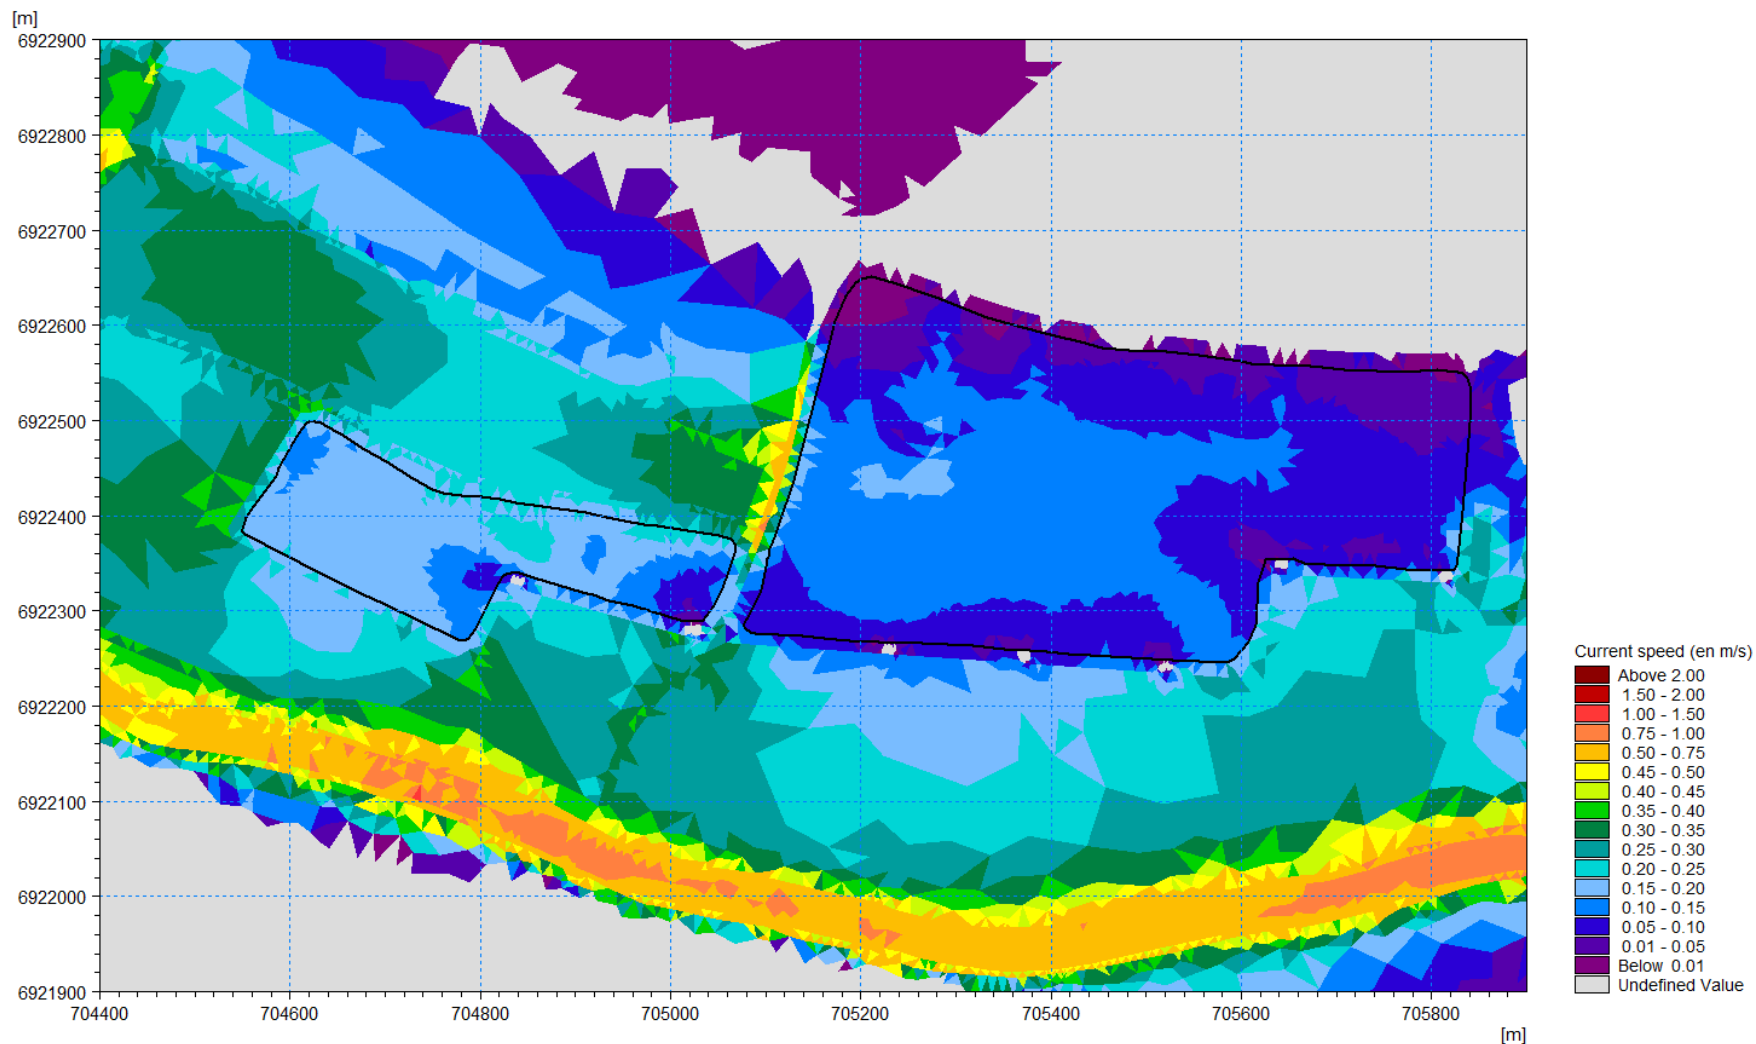 [m]
6922900
6922800
6922700
6922600
6922500
6922400
6922300
6922200
6922100
6922000
6921900
704400 704600 704800 705000 705200 705400 705600 705800
[m]
Current speed (en m/s)
Above 2.00
1.50 - 2.00
1.00 - 1.50
0.75 - 1.00
0.50 - 0.75
0.45 - 0.50
0.40 - 0.45
0.35 - 0.40
0.30 - 0.35
0.25 - 0.30
0.20 - 0.25
0.15 - 0.20
0.10 - 0.15
0.05 - 0.10
0.01 - 0.05
Below 0.01
Undefined Value